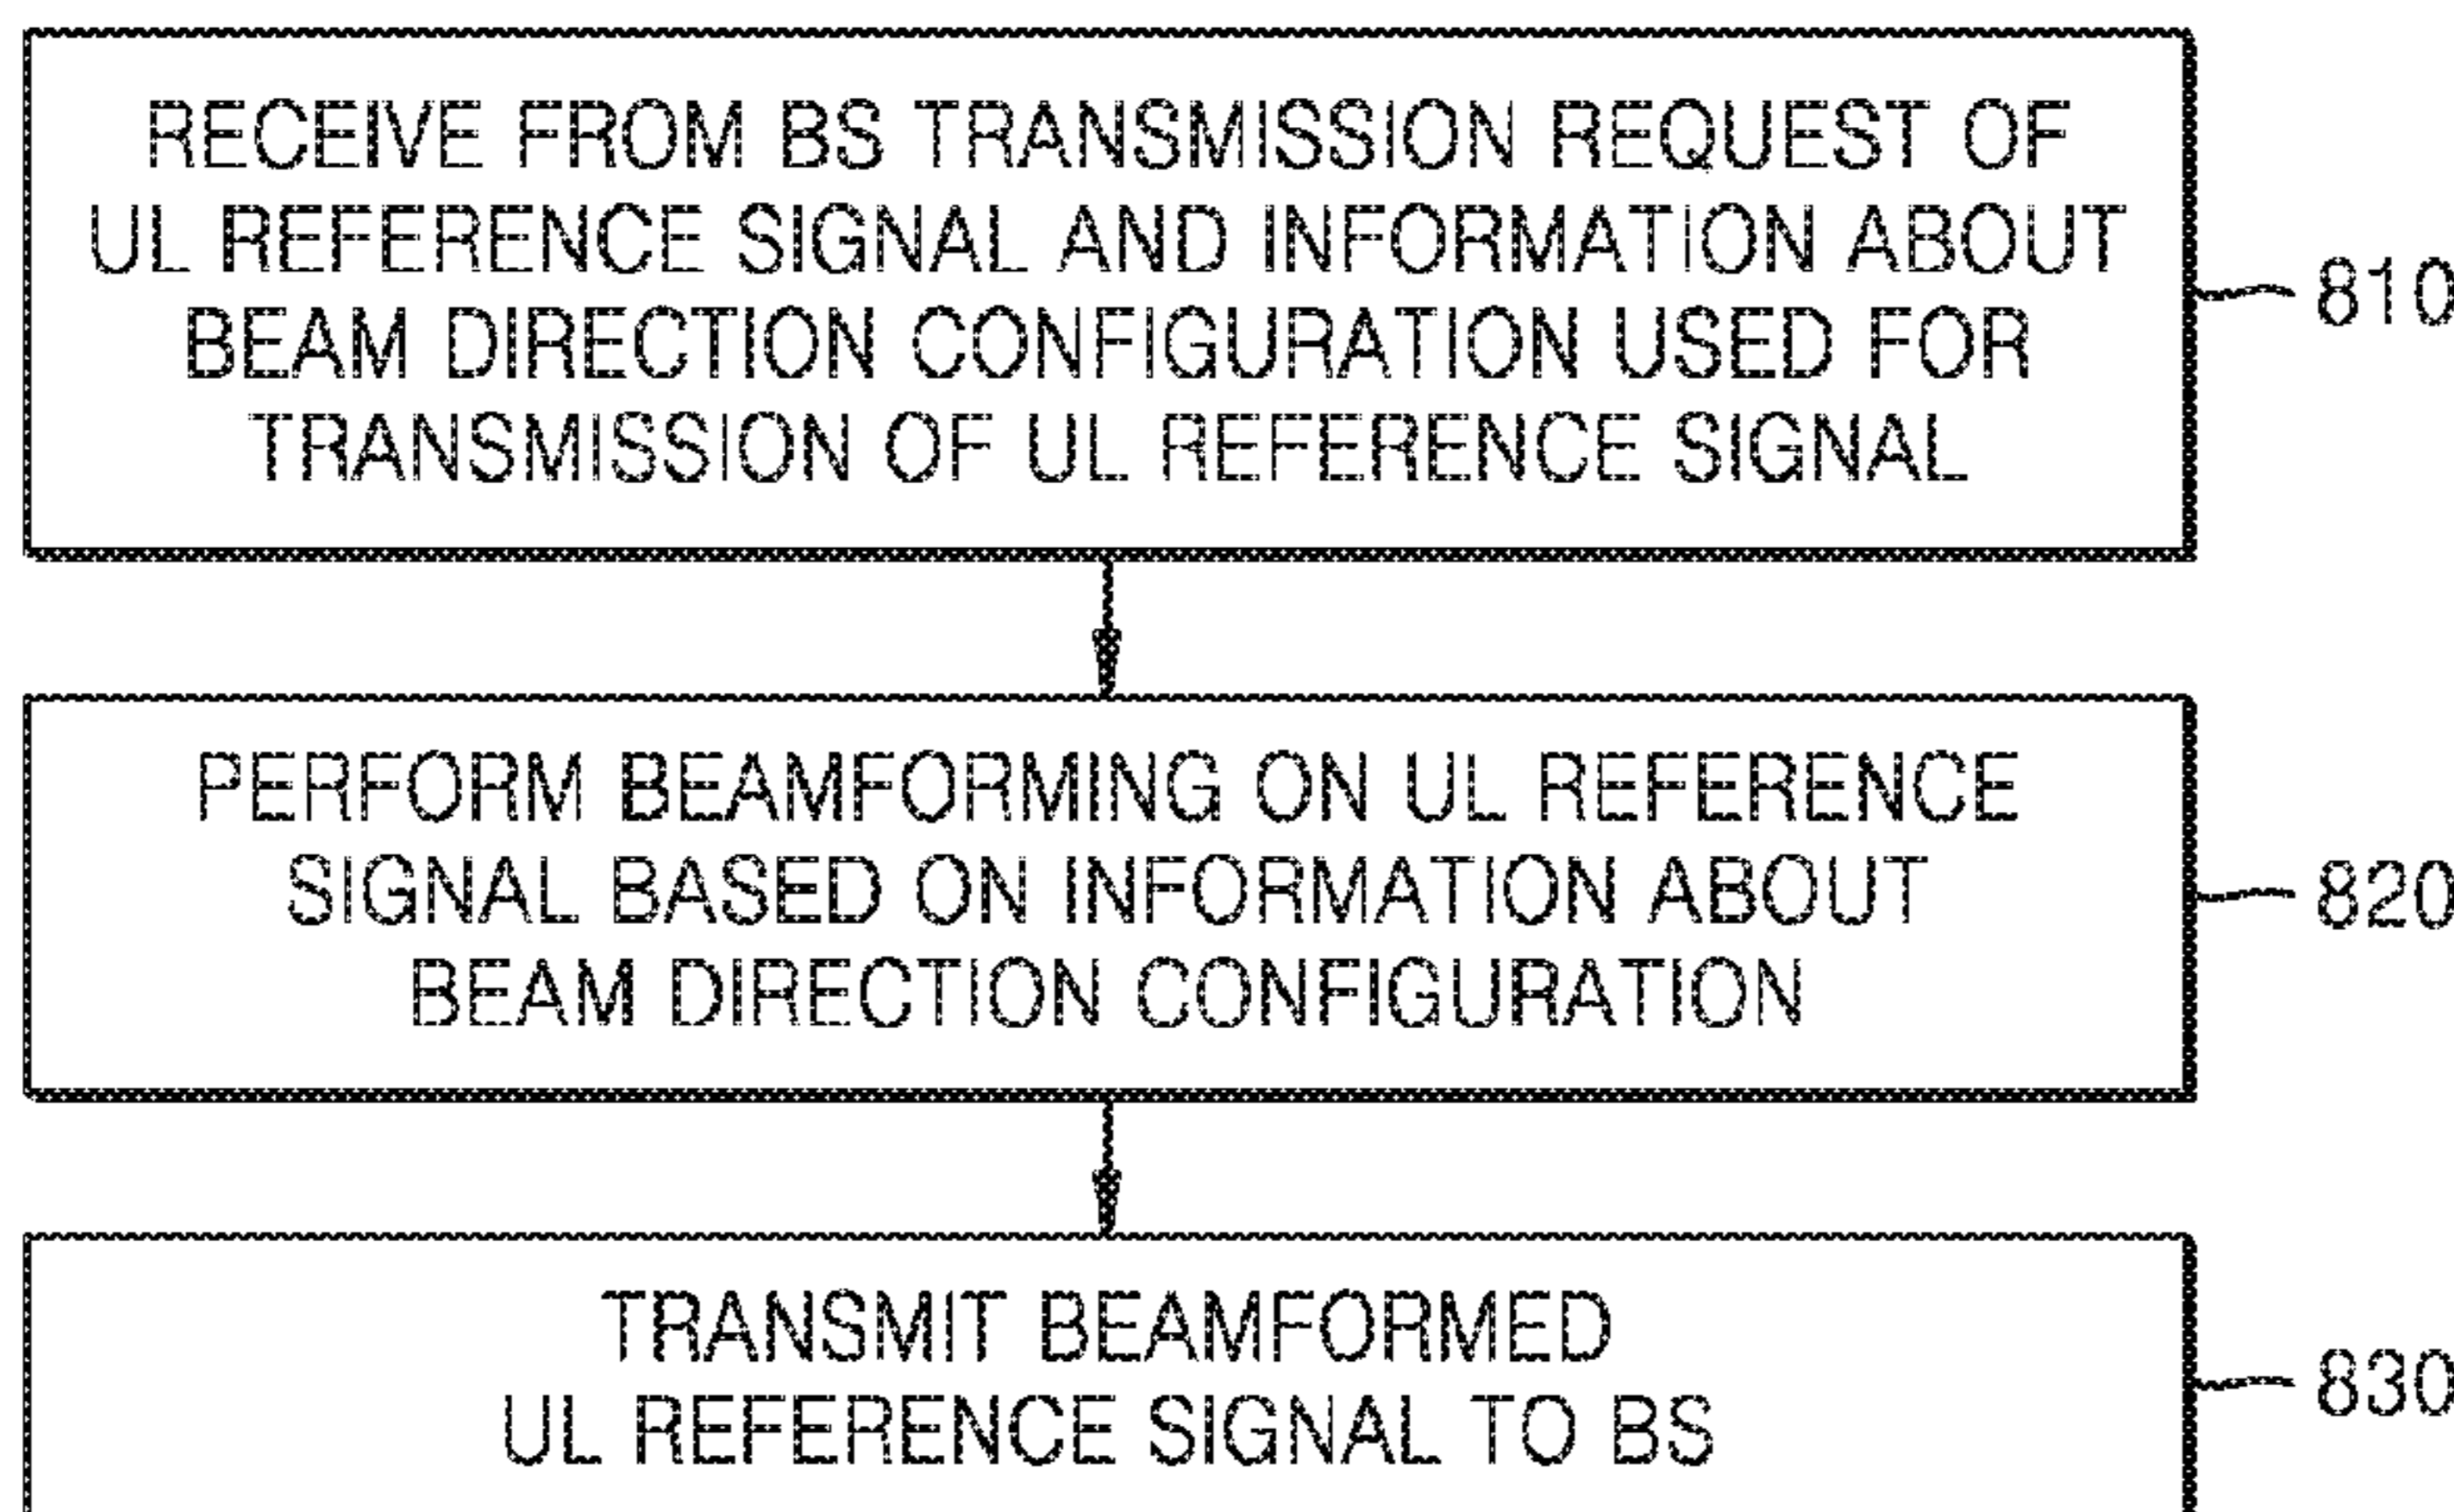 RECEIVE FROM BS TRANSMISSION REQUEST OF
UL REFERENCE SIGNAL AND INFORMATION ABOUT
BEAM DIRECTION CONFIGURATION USED FOR
TRANSMISSION OF UL REFERENCE SIGNAL
810
PERFORM BEAMFORMING ON UL REFERENCE
SIGNAL BASED ON INFORMATION ABOUT
BEAM DIRECTION CONFIGURATION
820
TRANSMIT BEAMFORMED
UL REFERENCE SIGNAL TO BS
830